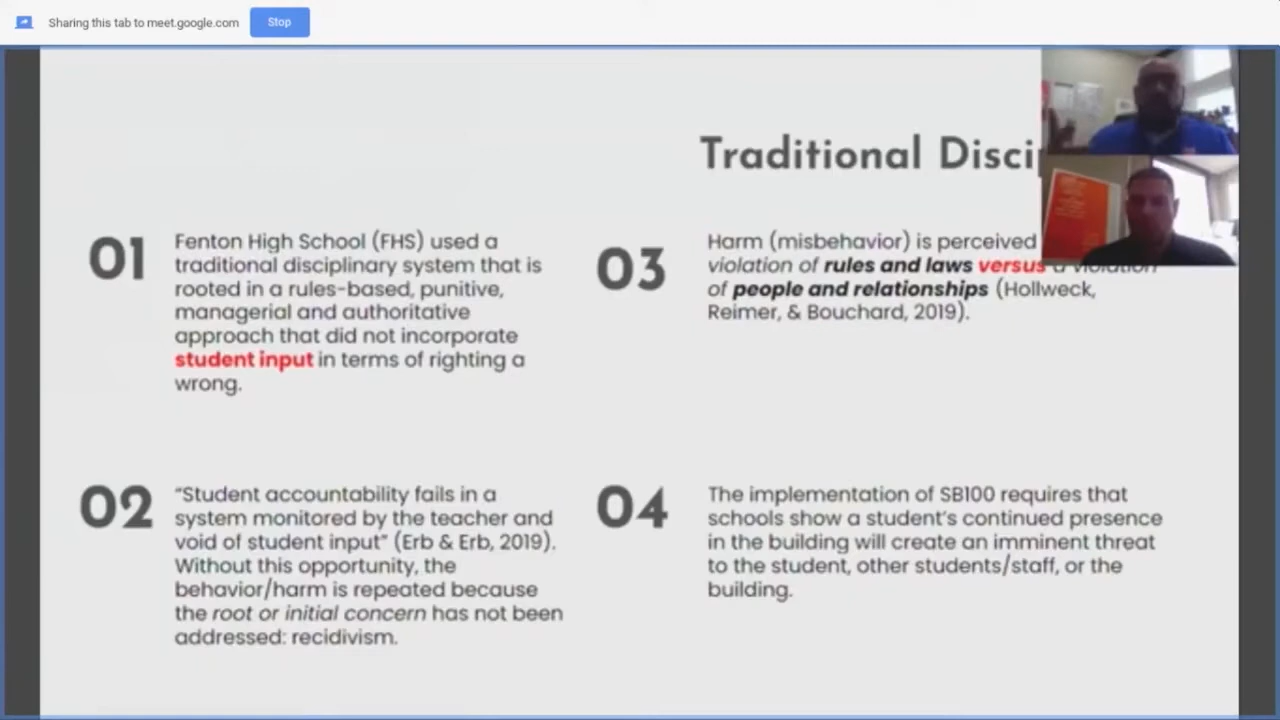 Sharing this tab to meet.google.com
Stop
Traditional
01
Fenton High School (FHS) used a
traditional disciplinary system that is
rooted in a rules-based, punitive,
managerial and authoritative
approach that did not incorporate
student input in terms of righting a
wrong.
02
"Student accountability fails in a
system monitored by the teacher and
void of student input" (Erb & Erb, 2019).
Without this opportunity, the
behavior/harm is repeated because
the root or initial concern has not been
addressed: recidivism.
03
Harm (misbehavior) is perceived
violation of rules and laws versus a violation
of people and relationships (Hollweck,
Reimer, & Bouchard, 2019).
04
The implementation of SB100 requires that
schools show a student's continued presence
in the building will create an imminent threat
to the student, other students/staff, or the
building.